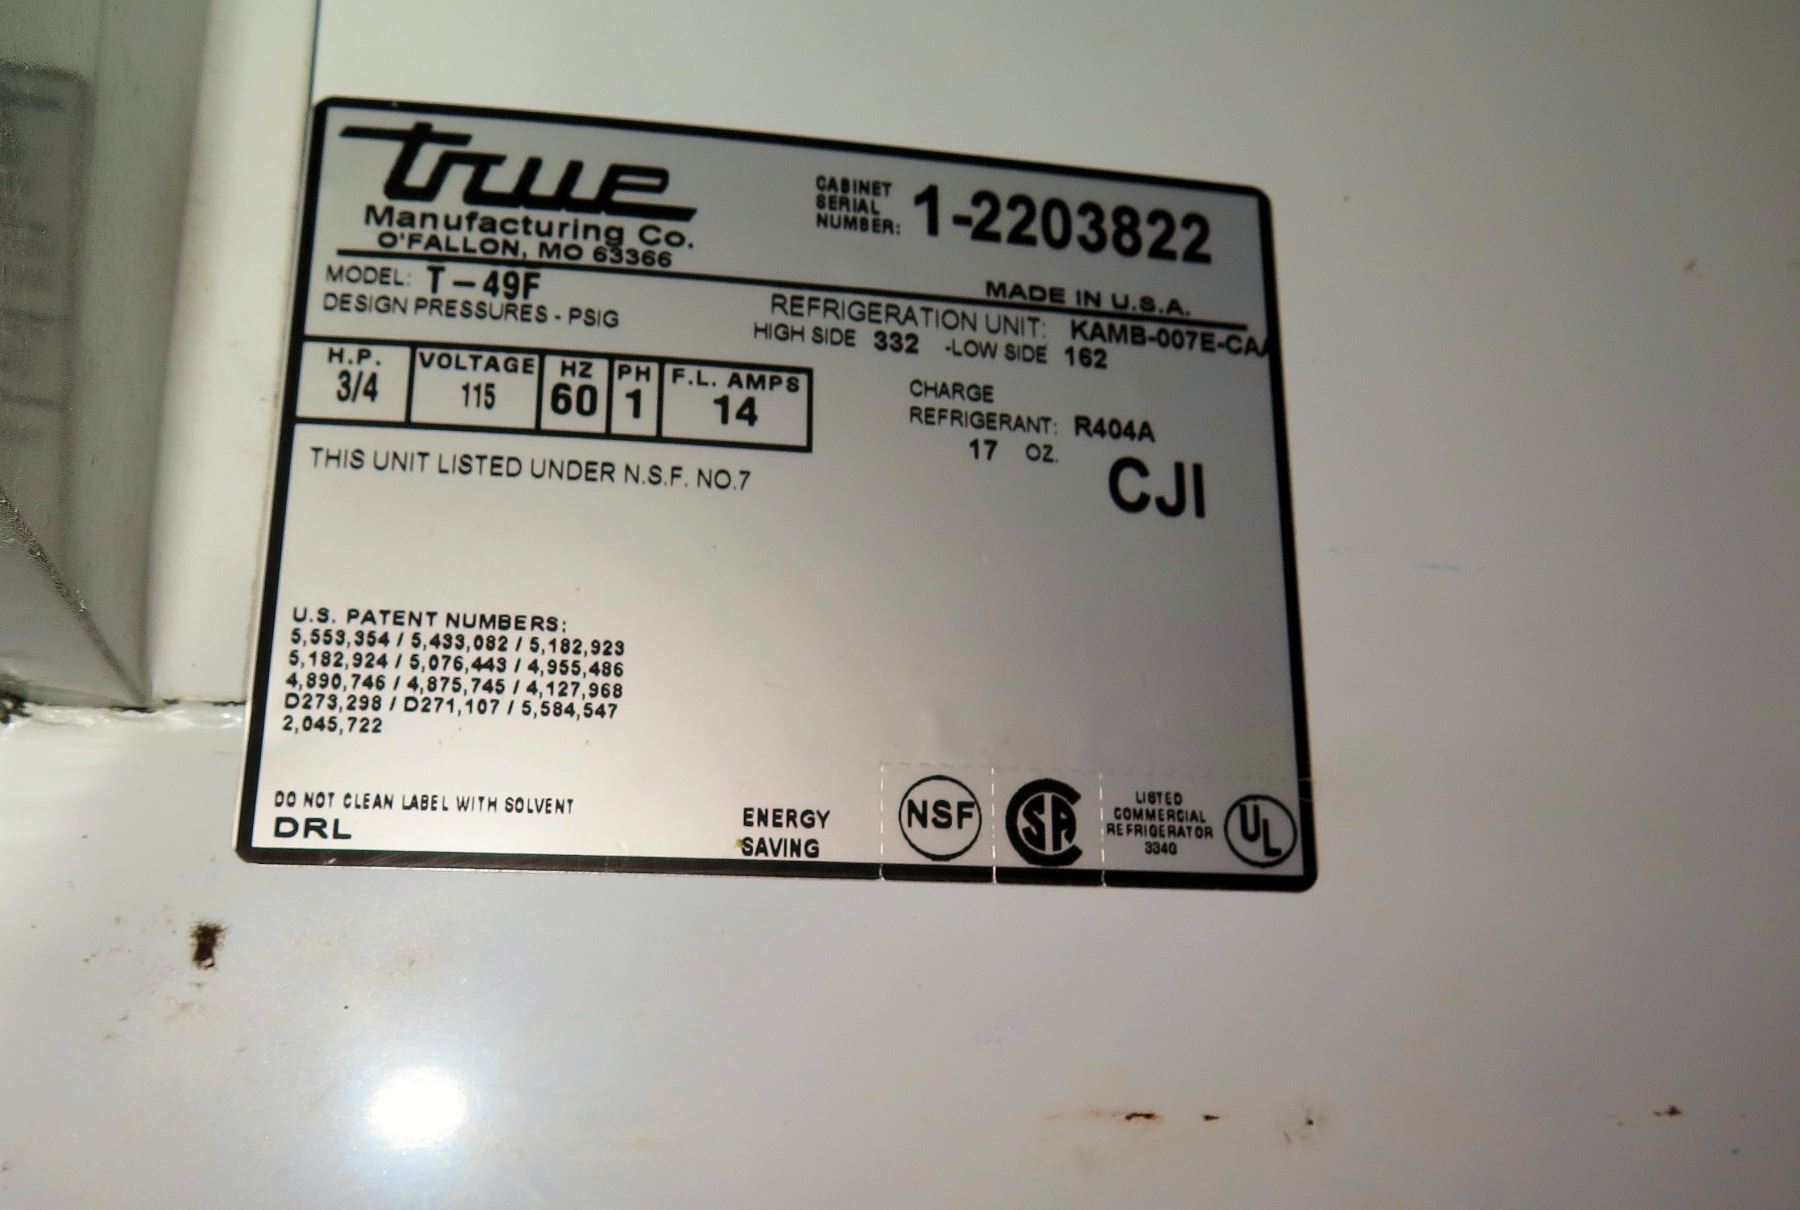 true
Manufacturing Co.
O'FALLON, MO 63366
CABINET
SERIAL
NUMBER: 1-2203822
MADE IN U.S.A.
MODEL: T-49F
REFRIGERATION UNIT: KAMB-007E-CAA
DESIGN PRESSURES - PSIG
HIGH SIDE 332 -LOW SIDE 162
H.P. VOLTAGE HZ PH F.L. AMPS
3/4 115 60 1 14
CHARGE
REFRIGERANT: R404A
17 OZ.
CJI
THIS UNIT LISTED UNDER N.S.F. NO.7
U.S. PATENT NUMBERS:
5,553,354 / 5,433,082 / 5,182,923
5,182,924 / 5,076,443 / 4,955,486
4,890,746 / 4,875,745 / 4,127,968
D273,298 / D271,107 / 5,584,547
2,045,722
DO NOT CLEAN LABEL WITH SOLVENT
DRL
ENERGY
SAVING
NSF
SA
LISTED
COMMERCIAL
REFRIGERATOR
334G
UL